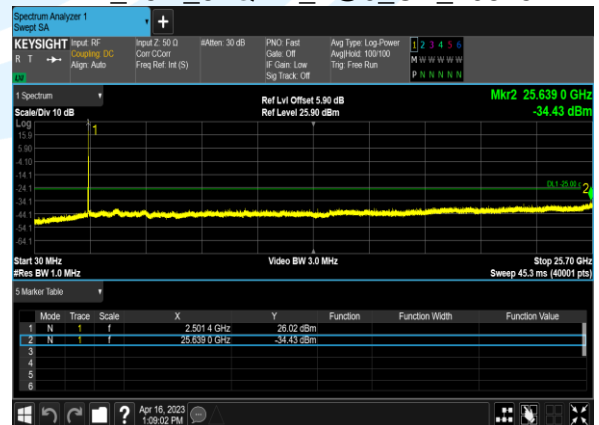 Spectrum Analyzer 1
Swept SA
+
KEYSIGHT Input: RF Input Z: 50 Ω #Atten: 30 dB PNO: Fast Avg Type: Log-Power 1 2 3 4 5 6
R T Coupling: DC Corr CCorr Gate: Off Avg|Hold: 100/100 M W W W W W
Align: Auto Freq Ref: Int (S) IF Gain: Low Trig: Free Run
Sig Track: Off P N N N N N
1 Spectrum
Scale/Div 10 dB Ref Lvl Offset 5.90 dB Mkr2 25.639 0 GHz
Ref Level 25.90 dBm -34.43 dBm
Log
1
15.9
5.90
-4.10
-14.1
DL1 -25.00
-24.1
2
-34.1
-44.1
-54.1
-64.1
Start 30 MHz Video BW 3.0 MHz Stop 25.70 GHz
#Res BW 1.0 MHz Sweep 45.3 ms (40001 pts)
5 Marker Table
Mode Trace Scale X Y Function Function Width Function Value
1 N 1 f 2.501 4 GHz 26.02 dBm
2 N 1 f 25.639 0 GHz -34.43 dBm
3
4
5
6
? Apr 16, 2023
1:09:02 PM